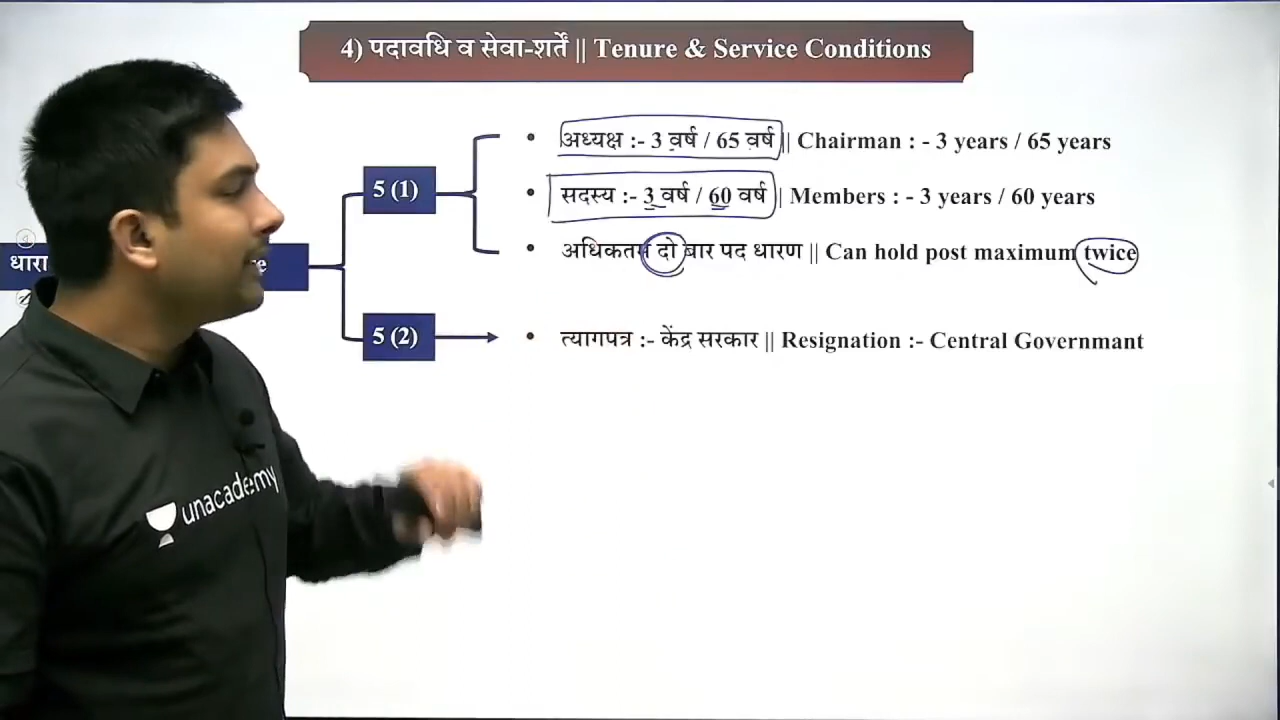 4) पदावधि व सेवा-शर्तें || Tenure & Service Conditions
• अध्यक्ष :- 3 वर्ष / 65 वर्ष || Chairman : - 3 years / 65 years
5 (1)
• सदस्य :- 3 वर्ष / 60 वर्ष || Members : - 3 years / 60 years
• अधिकतम दो बार पद धारण || Can hold post maximum twice
धारा
5 (2)
• त्यागपत्र :- केंद्र सरकार || Resignation :- Central Governmant
unacademy